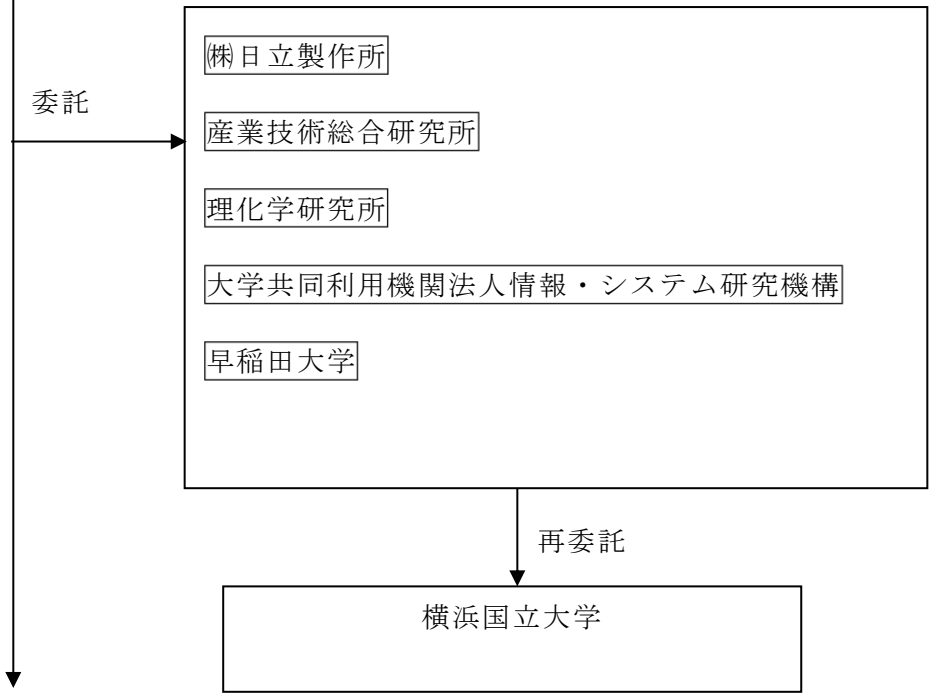 ㈱日立製作所
委託
産業技術総合研究所
理化学研究所
大学共同利用機関法人情報・システム研究機構
早稲田大学
再委託
横浜国立大学